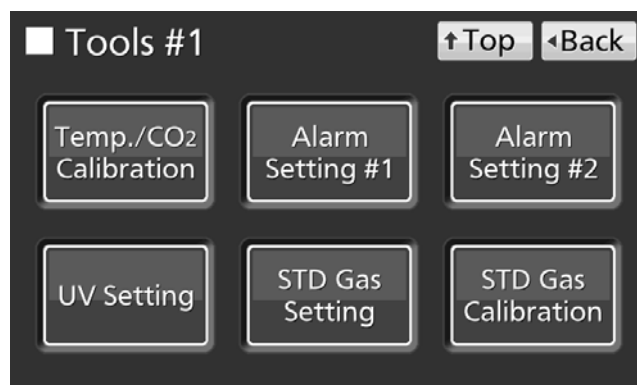 Tools #1
↑Top
◂Back
Temp./CO2
Calibration
Alarm
Setting #1
Alarm
Setting #2
UV Setting
STD Gas
Setting
STD Gas
Calibration